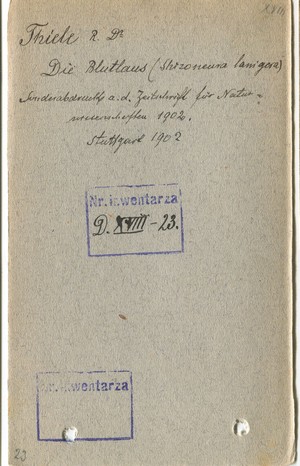 Thiele R. Dr
Die Blutlaus (Shizoneura lanigera)
Sonderabdruck a. d. Zeitschrift für Natur-
wissenschaften 1902.
Stuttgart 1902
Nr. inwentarza
D. XVIII - 23.
Nr. inwentarza
23